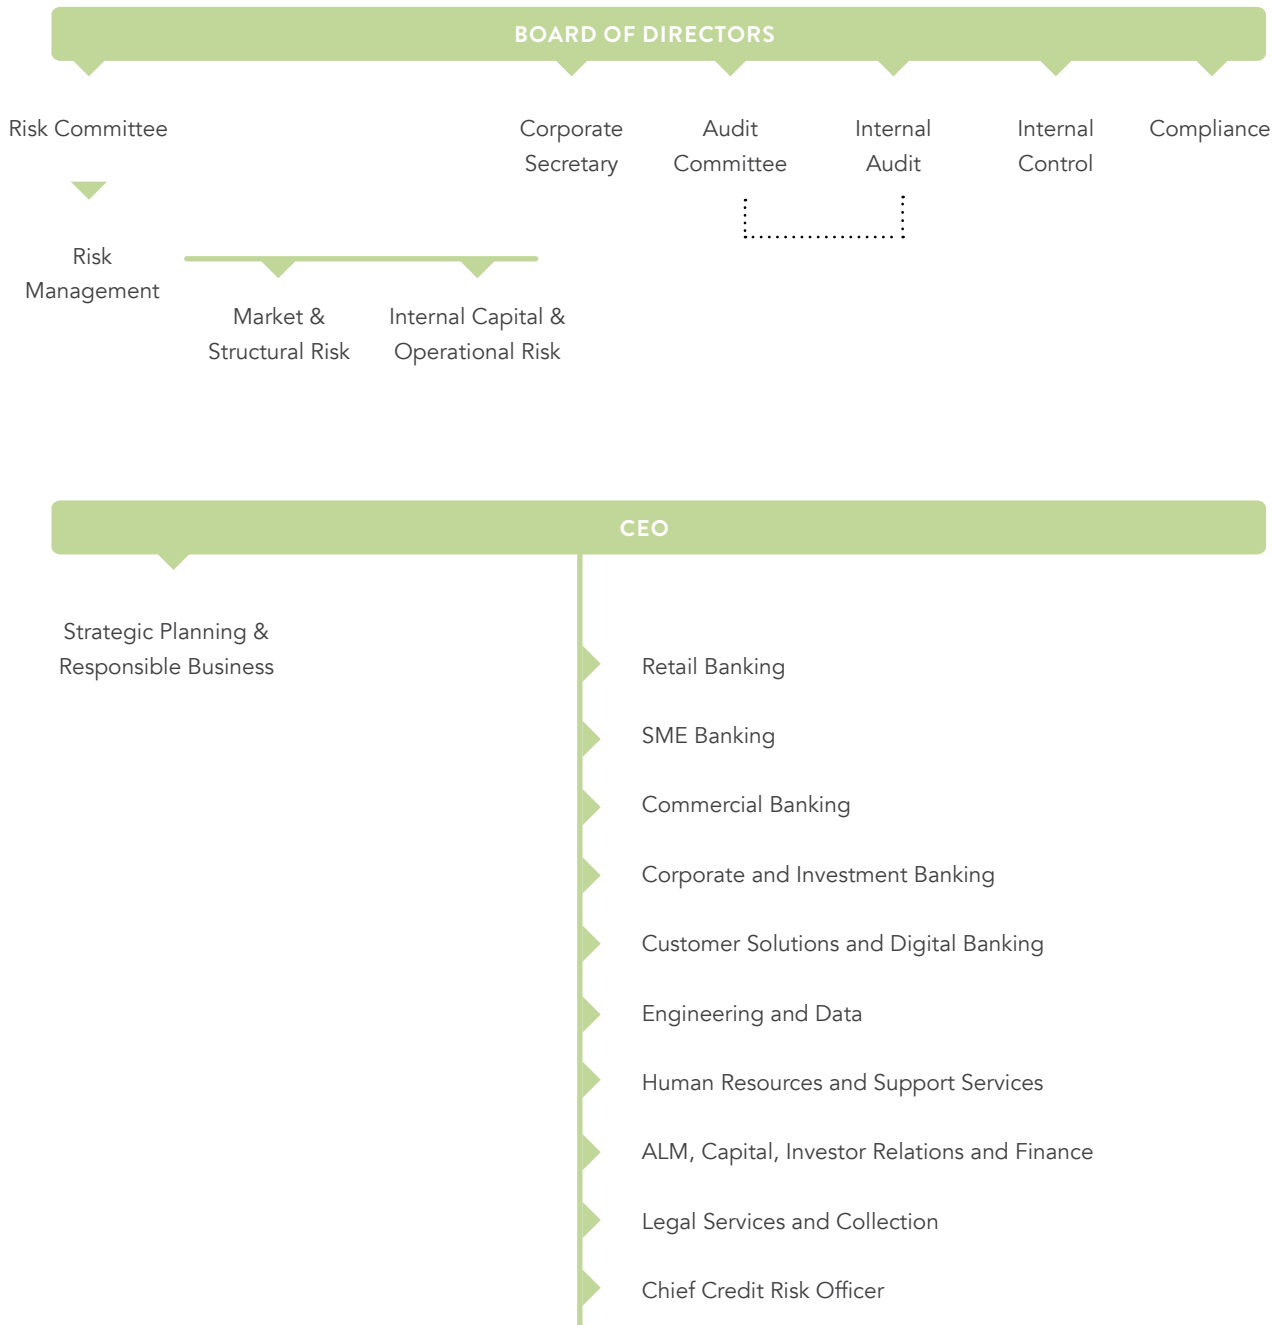 BOARD OF DIRECTORS
Risk Committee
Corporate
Secretary
Audit
Committee
Internal
Audit
Internal
Control
Compliance
Risk
Management
Market &
Structural Risk
Internal Capital &
Operational Risk
CEO
Strategic Planning &
Responsible Business
Retail Banking
SME Banking
Commercial Banking
Corporate and Investment Banking
Customer Solutions and Digital Banking
Engineering and Data
Human Resources and Support Services
ALM, Capital, Investor Relations and Finance
Legal Services and Collection
Chief Credit Risk Officer